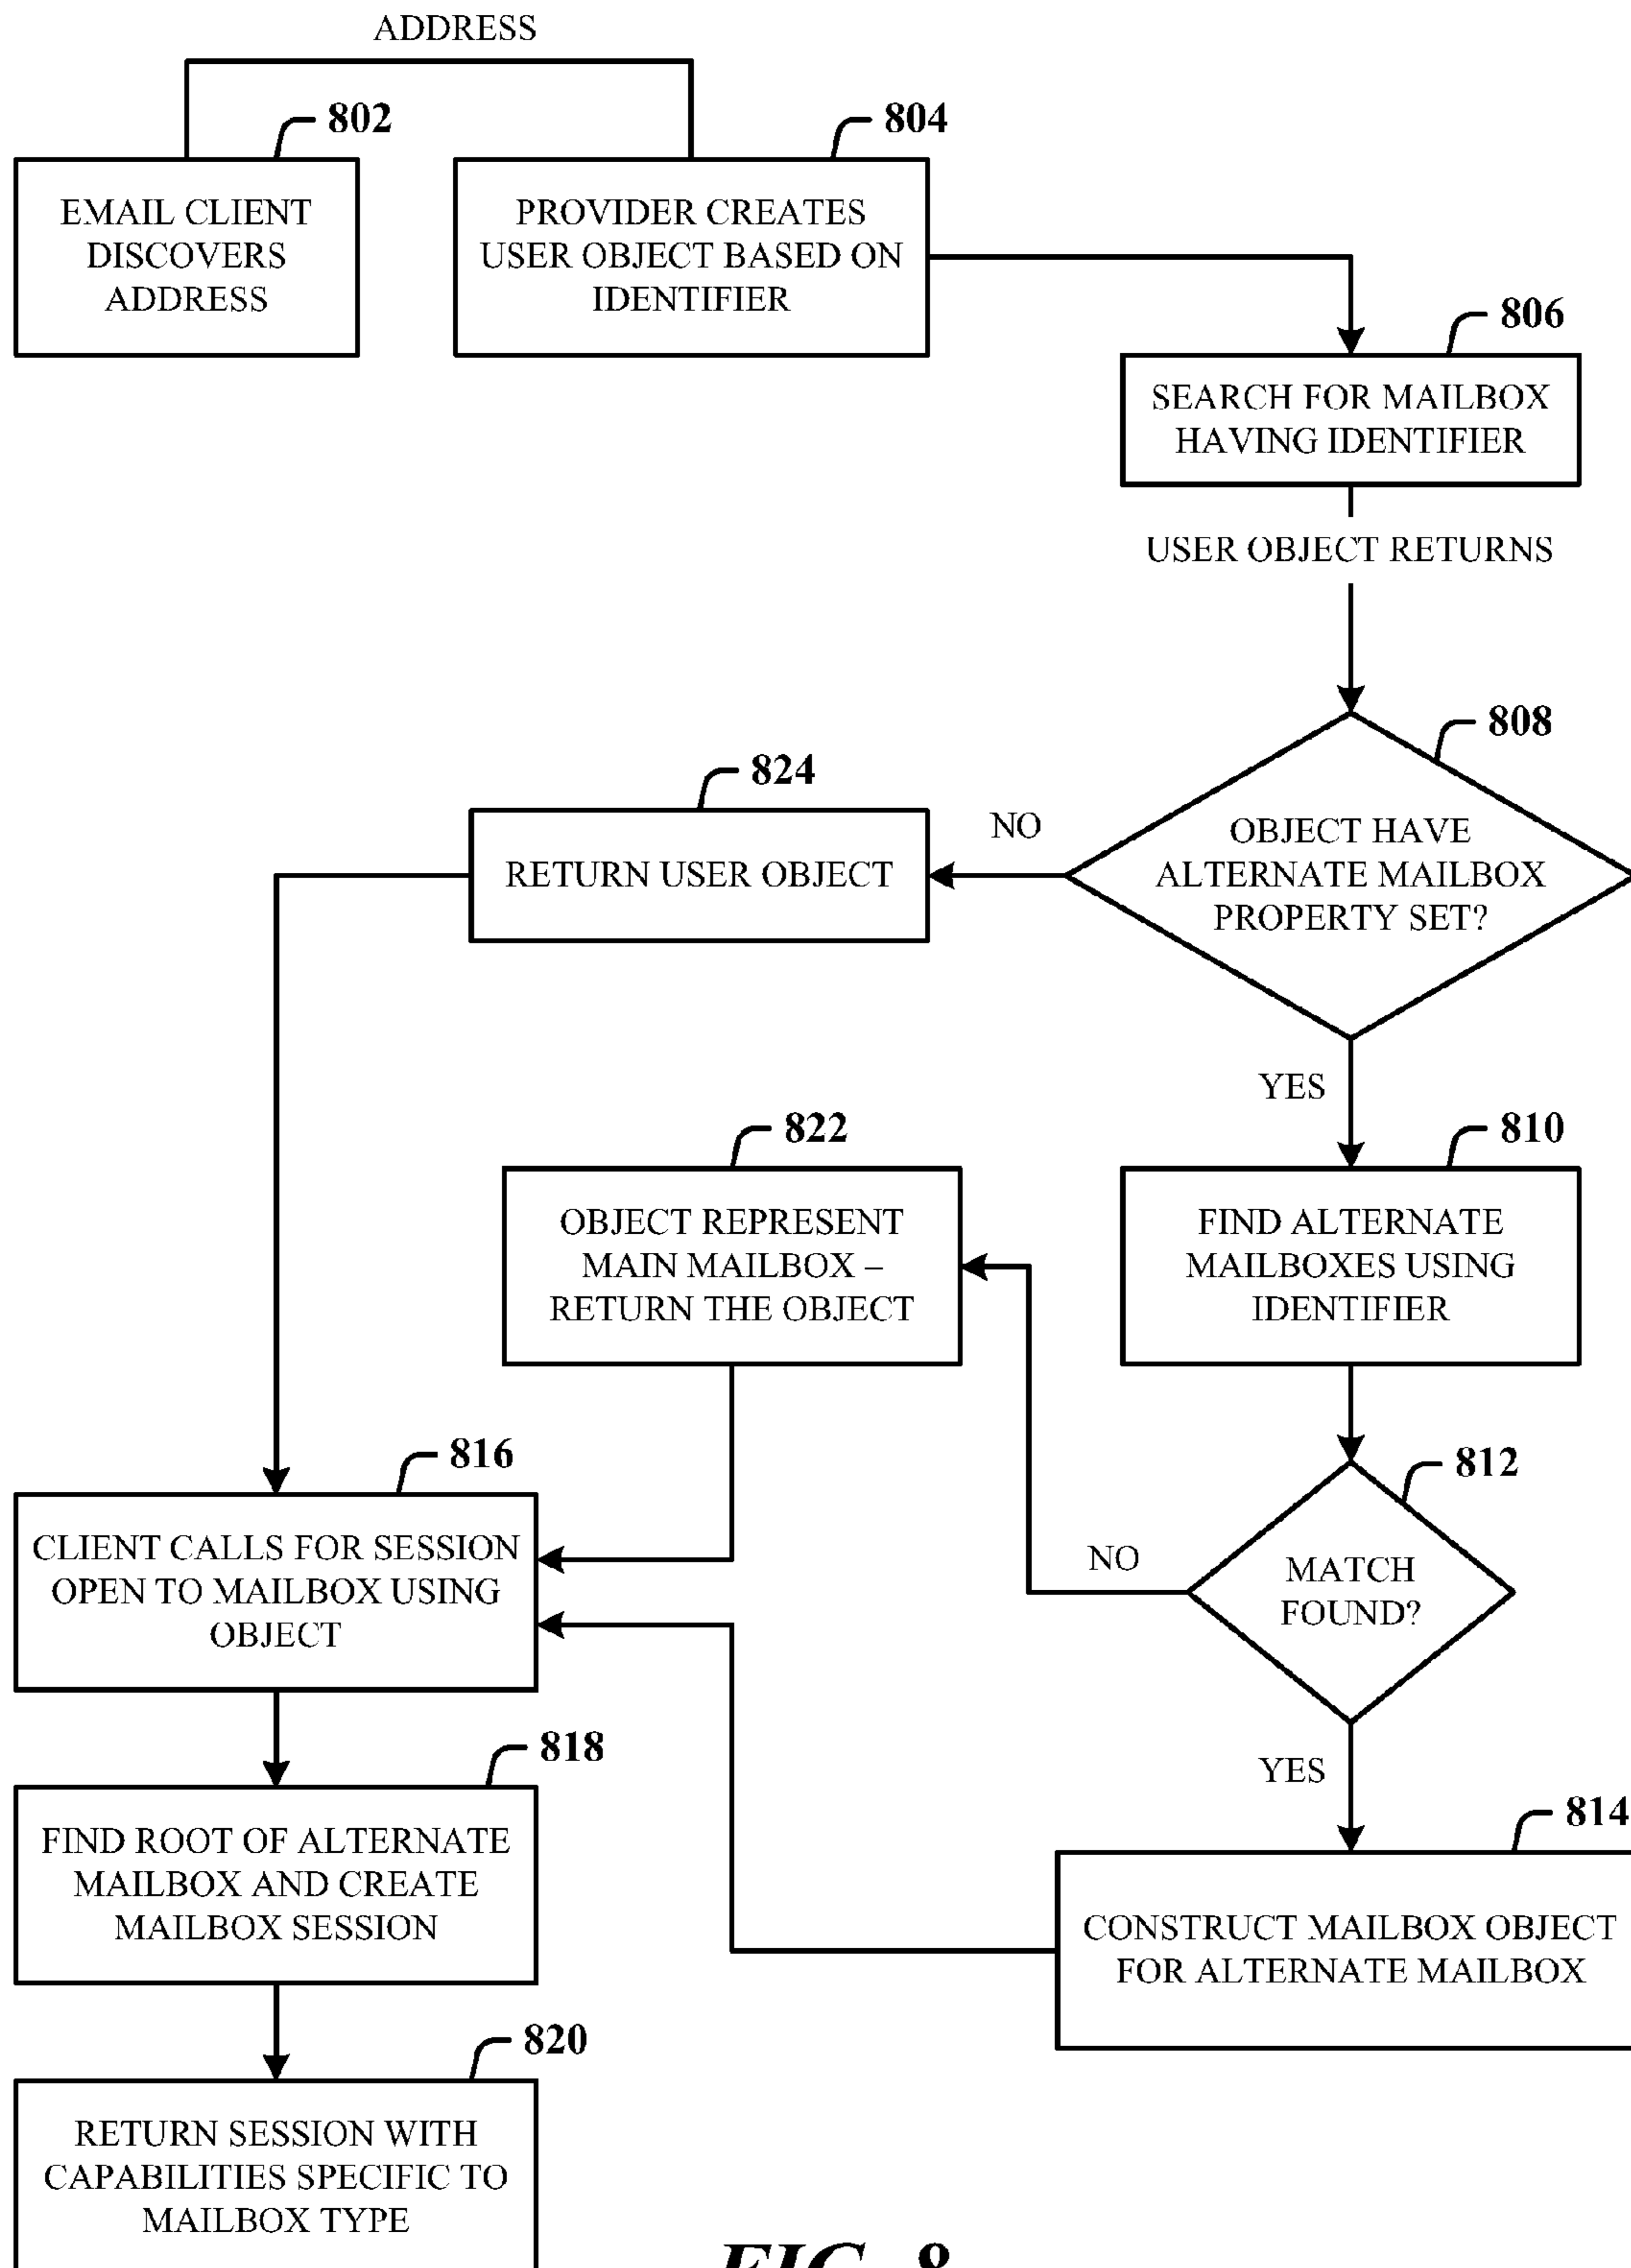 ADDRESS
802
804
EMAIL CLIENT
DISCOVERS
ADDRESS
PROVIDER CREATES
USER OBJECT BASED ON
IDENTIFIER
806
SEARCH FOR MAILBOX
HAVING IDENTIFIER
USER OBJECT RETURNS
808
OBJECT HAVE
ALTERNATE MAILBOX
PROPERTY SET?
NO
824
RETURN USER OBJECT
YES
810
FIND ALTERNATE
MAILBOXES USING
IDENTIFIER
822
OBJECT REPRESENT
MAIN MAILBOX –
RETURN THE OBJECT
812
MATCH
FOUND?
NO
YES
814
CONSTRUCT MAILBOX OBJECT
FOR ALTERNATE MAILBOX
816
CLIENT CALLS FOR SESSION
OPEN TO MAILBOX USING
OBJECT
818
FIND ROOT OF ALTERNATE
MAILBOX AND CREATE
MAILBOX SESSION
820
RETURN SESSION WITH
CAPABILITIES SPECIFIC TO
MAILBOX TYPE
FIG. 8